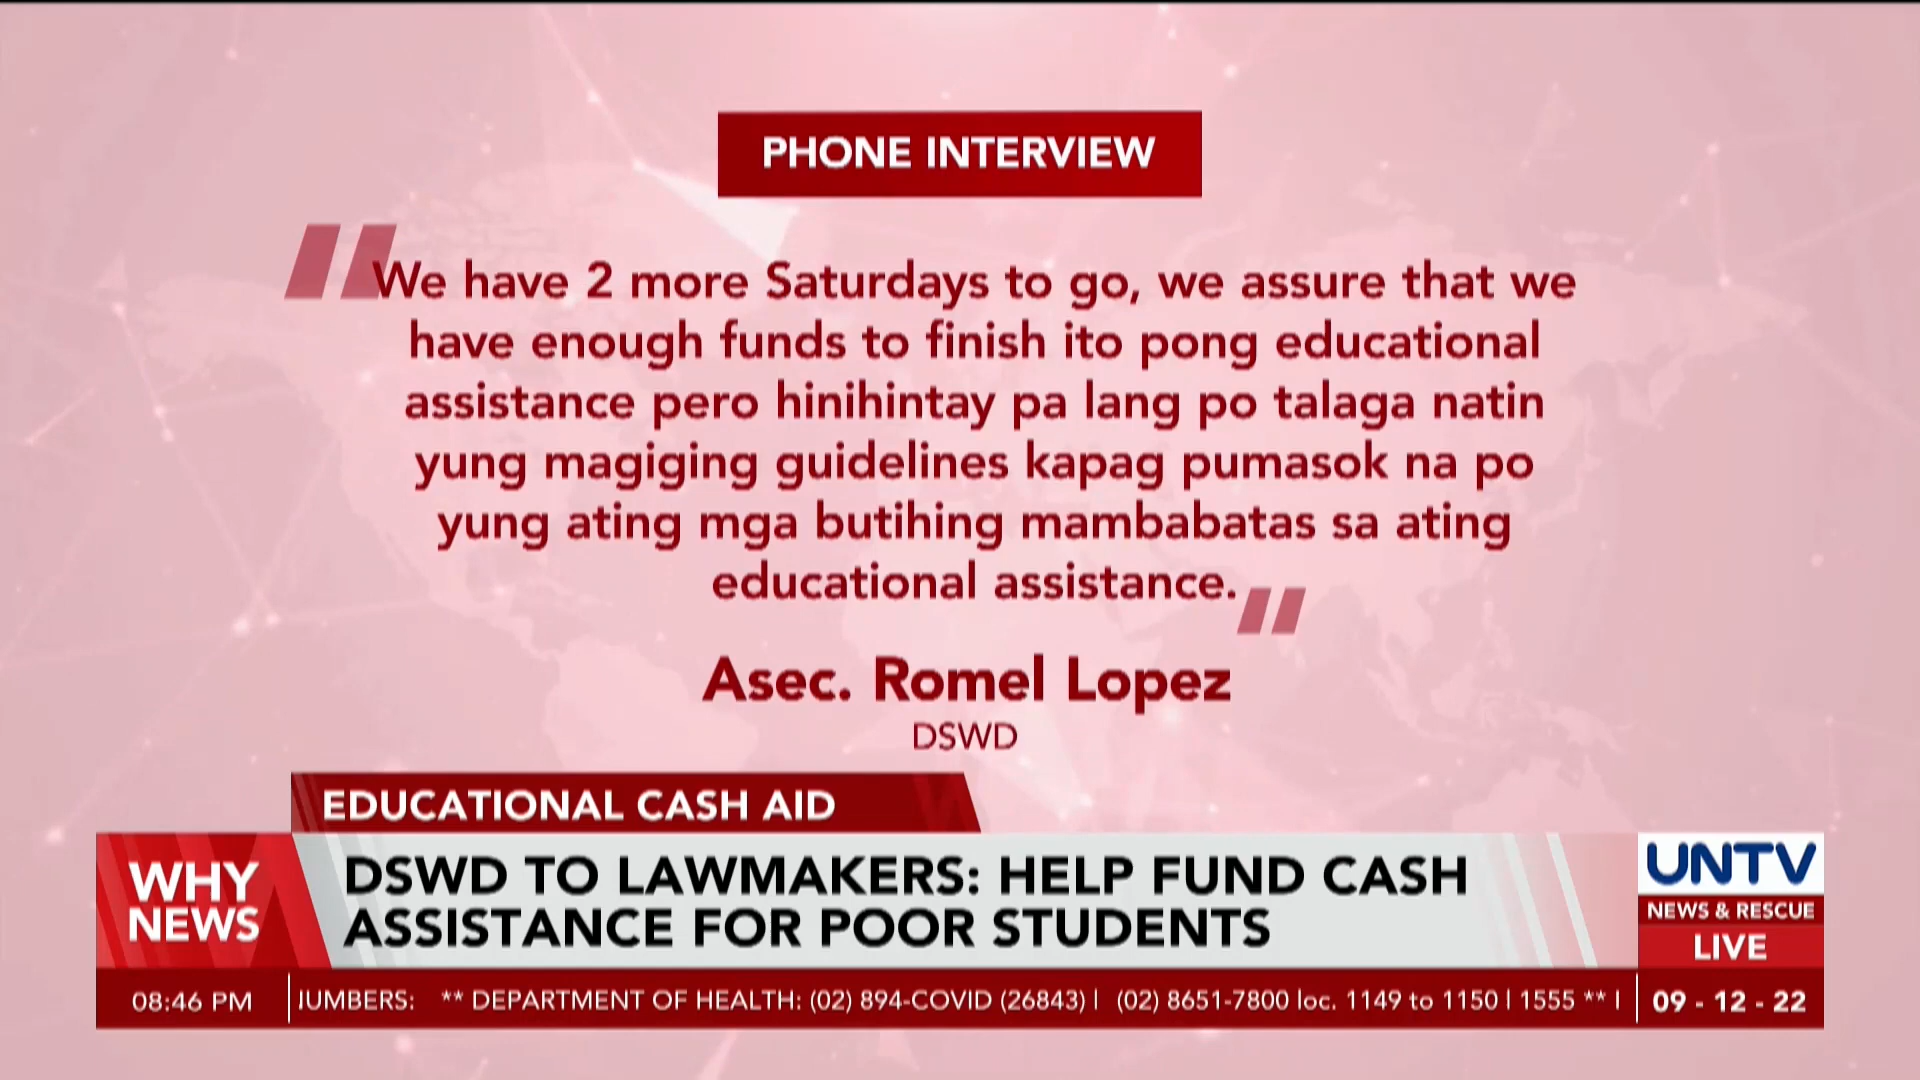 PHONE INTERVIEW
We have 2 more Saturdays to go, we assure that we
have enough funds to finish ito pong educational
assistance pero hinihintay pa lang po talaga natin
yung magiging guidelines kapag pumasok na po
yung ating mga butihing mambabatas sa ating
educational assistance.
Asec. Romel Lopez
DSWD
EDUCATIONAL CASH AID
WHY
NEWS
DSWD TO LAWMAKERS: HELP FUND CASH
ASSISTANCE FOR POOR STUDENTS
UNTV
NEWS & RESCUE
LIVE
08:46 PM
** DEPARTMENT OF HEALTH: (02) 894-COVID (26843) | (02) 8651-7800 loc. 1149 to 1150 | 1555 ** |
09 - 12 - 22